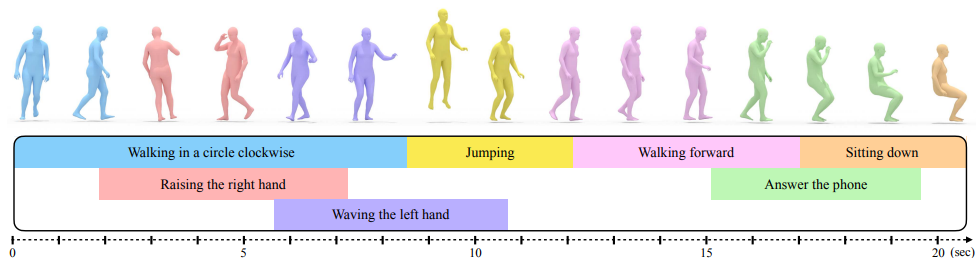 Walking in a circle clockwise Jumping Walking forward Sitting down
Raising the right hand Answer the phone
Waving the left hand
0 5 10 15 20 (sec)